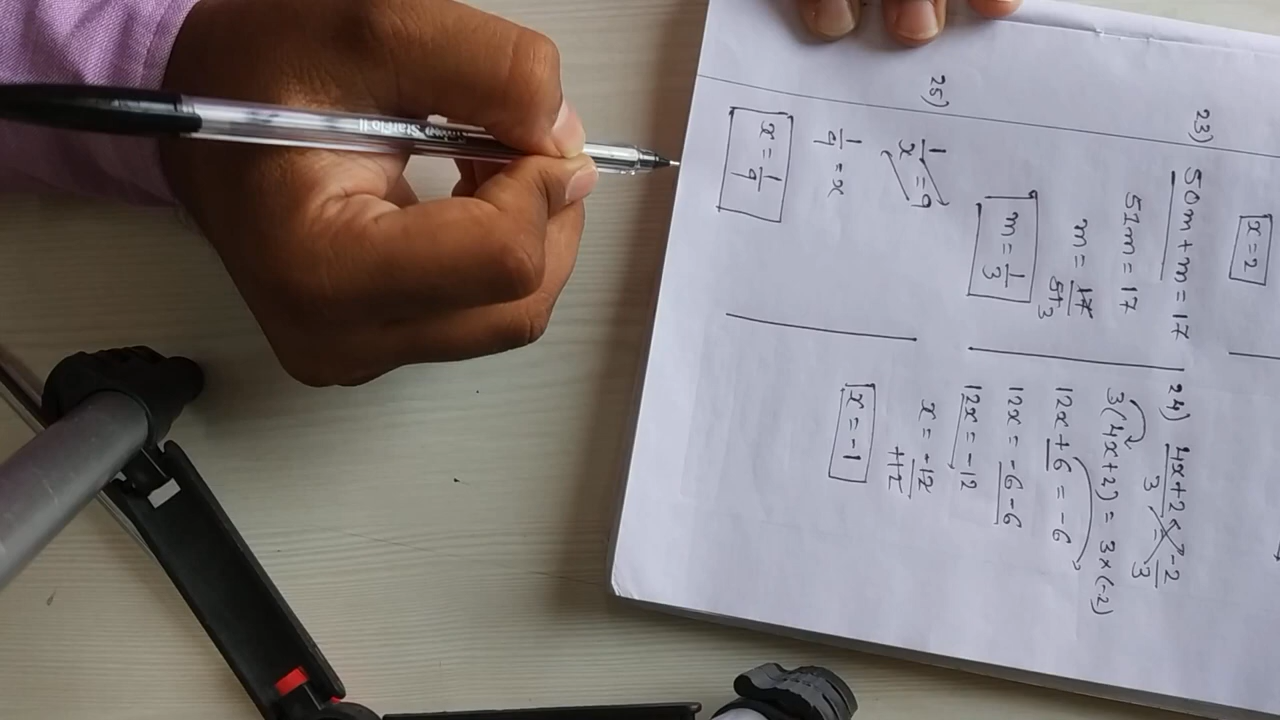 x = 2
23) 50m + m = 17
51m = 17
m = 17/51 3
m = 1/3
24) 4x+2/3 = -2/3
3(4x+2) = 3×(-2)
12x + 6 = -6
12x = -6 -6
12x = -12
x = -12/+12
x = -1
25) 1/x = 9
1/9 = x
x = 1/9